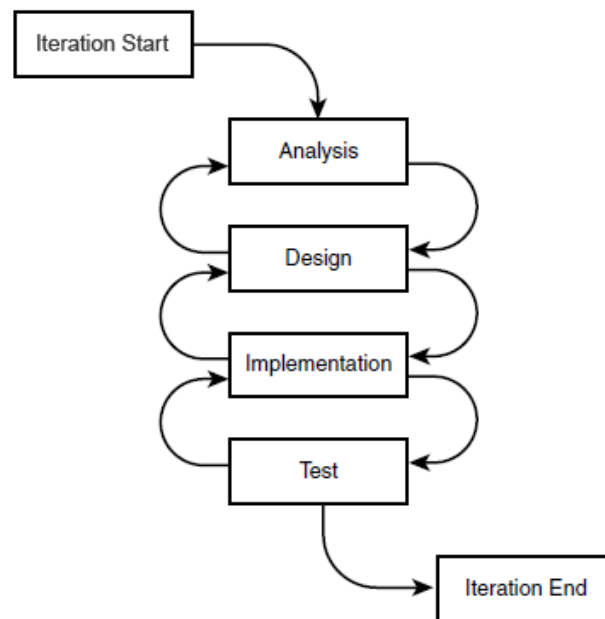 Iteration Start
Analysis
Design
Implementation
Test
Iteration End